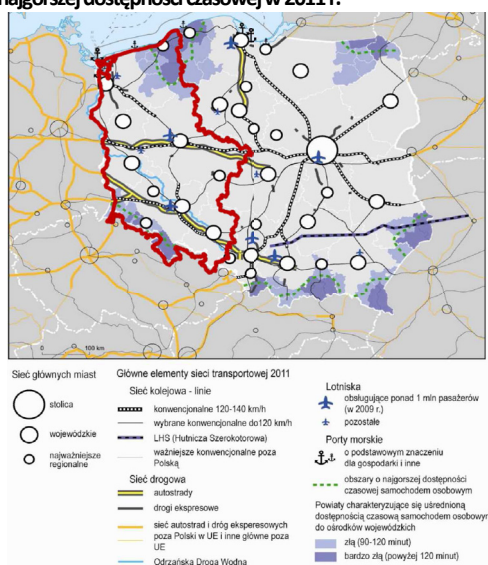 najgorszej dostępności czasowej w 2011 r.
0 100 km
Sieć głównych miast
stolica
wojewódzkie
najważniejsze
regionalne
Główne elementy sieci transportowej 2011
Sieć kolejowa - linie
konwencjonalne 120-140 km/h
wybrane konwencjonalne do120 km/h
LHS (Hutnicza Szerokotorowa)
ważniejsze konwencjonalne poza
Polską
Sieć drogowa
autostrady
drogi ekspresowe
sieć autostrad i dróg ekspresowych
poza Polski w UE i inne główne poza
UE
Odrzańska Droga Wodna
Lotniska
obsługujące ponad 1 mln pasażerów
(w 2009 r.)
pozostałe
Porty morskie
o podstawowym znaczeniu
dla gospodarki i inne
obszary o najgorszej dostępności
czasowej samochodem osobowym
Powiaty charakteryzujące się uśrednioną
dostępnością czasową samochodem osobowym
do ośrodków wojewódzkich
złą (90-120 minut)
bardzo złą (powyżej 120 minut)